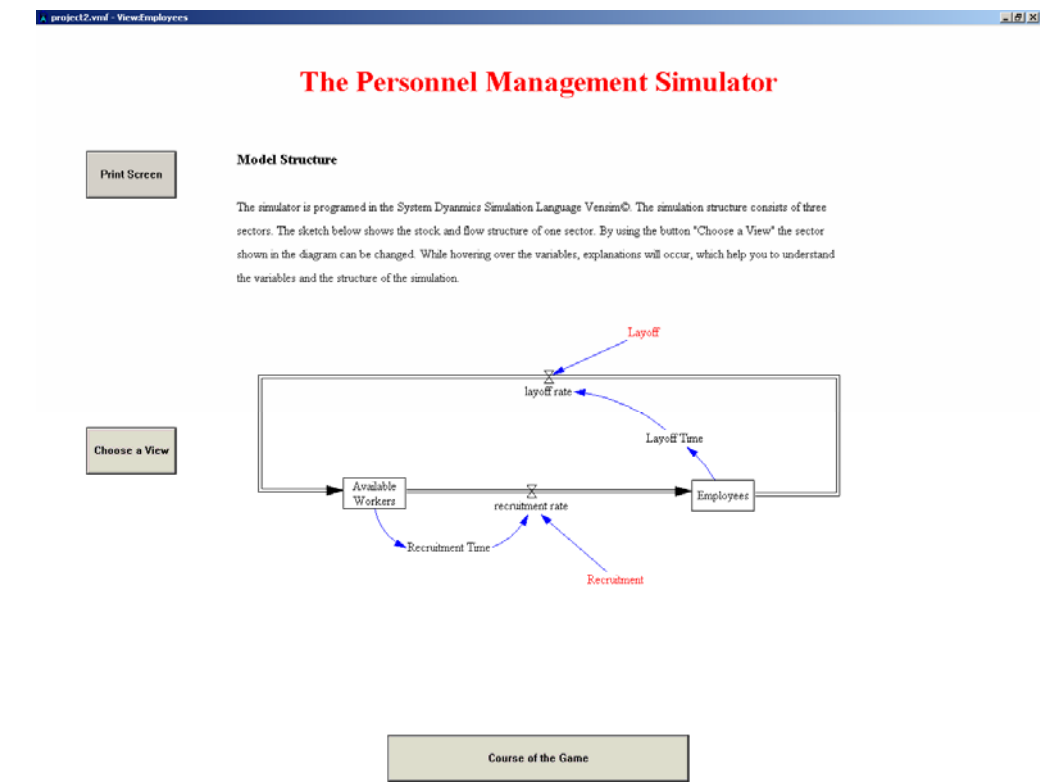 project2.vmf - View:Employees
The Personnel Management Simulator
Print Screen
Model Structure
The simulator is programed in the System Dyanmics Simulation Language Vensim©. The simulation structure consists of three
sectors. The sketch below shows the stock and flow structure of one sector. By using the button "Choose a View" the sector
shown in the diagram can be changed. While hovering over the variables, explanations will occur, which help you to understand
the variables and the structure of the simulation.
Layoff
layoff rate
Layoff Time
Choose a View
Available
Workers
Employees
recruitment rate
Recruitment Time
Recruitment
Course of the Game